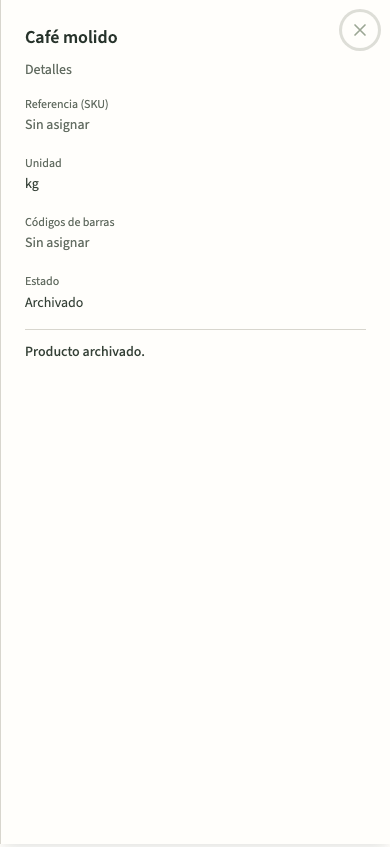 Café molido
Detalles
Referencia (SKU)
Sin asignar
Unidad
kg
Códigos de barras
Sin asignar
Estado
Archivado
Producto archivado.